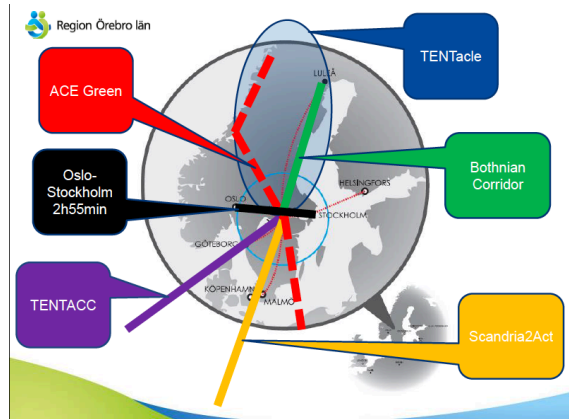 Region Örebro län
TENTacle
ACE Green
LULEÅ
Oslo-
Stockholm
2h55min
Bothnian
Corridor
HELSINGFORS
OSLO
STOCKHOLM
GÖTEBORG
TENTACC
KÖPENHAMN
MALMÖ
Scandria2Act